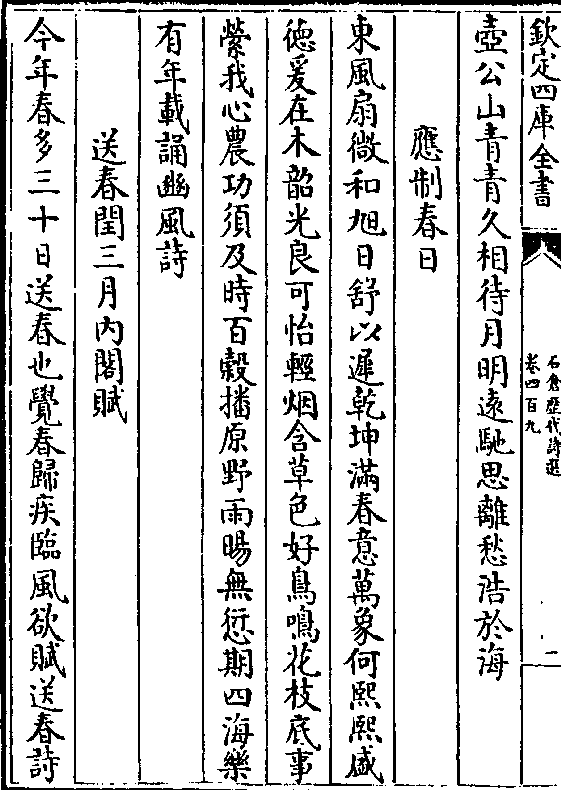 欽定四庫全書
石倉歷代詩選
卷四百九
二
壺公山青青久相待月明遠馳思離愁浩於海
應制春日
東風扇微和旭日舒以遲乾坤滿春意萬象何熙熙盛
德爰在木韶光良可怡輕烟含草色好鳥鳴花枝底事
縈我心農功須及時百穀播原野雨暘無愆期四海樂
有年載誦豳風詩
送春閏三月内閣賦
今年春多三十日送春也覺春歸疾臨風欲賦送春詩